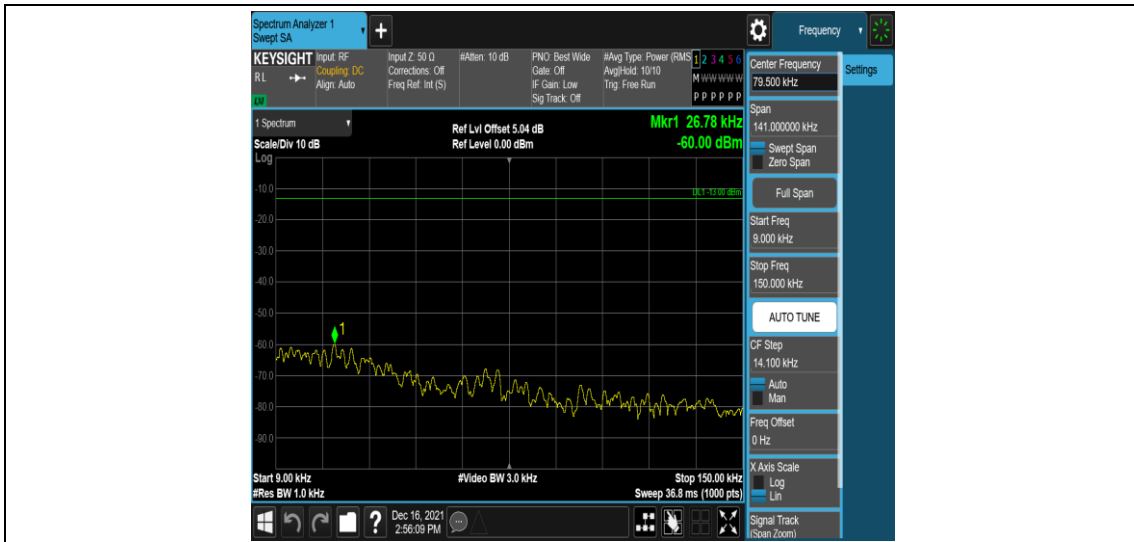 Spectrum Analyzer 1
Swept SA
Frequency
KEYSIGHT
RL
LXI
Input: RF
Coupling: DC
Align: Auto
Input Z: 50 Ω
Corrections: Off
Freq Ref: Int (S)
#Atten: 10 dB
PNO: Best Wide
Gate: Off
IF Gain: Low
Sig Track: Off
#Avg Type: Power (RMS
Avg|Hold: 10/10
Trig: Free Run
1 2 3 4 5 6
M W W W W W
P P P P P P
Center Frequency
79.500 kHz
Settings
Span
141.000000 kHz
Swept Span
Zero Span
Full Span
Start Freq
9.000 kHz
Stop Freq
150.000 kHz
AUTO TUNE
CF Step
14.100 kHz
Auto
Man
Freq Offset
0 Hz
X Axis Scale
Log
Lin
Signal Track
(Span Zoom)
1 Spectrum
Scale/Div 10 dB
Log
Ref Lvl Offset 5.04 dB
Ref Level 0.00 dBm
Mkr1 26.78 kHz
-60.00 dBm
DL1 -13.00 dBm
-10.0
-20.0
-30.0
-40.0
-50.0
-60.0
-70.0
-80.0
-90.0
1
Start 9.00 kHz
#Res BW 1.0 kHz
#Video BW 3.0 kHz
Stop 150.00 kHz
Sweep 36.8 ms (1000 pts)
Dec 16, 2021
2:56:09 PM